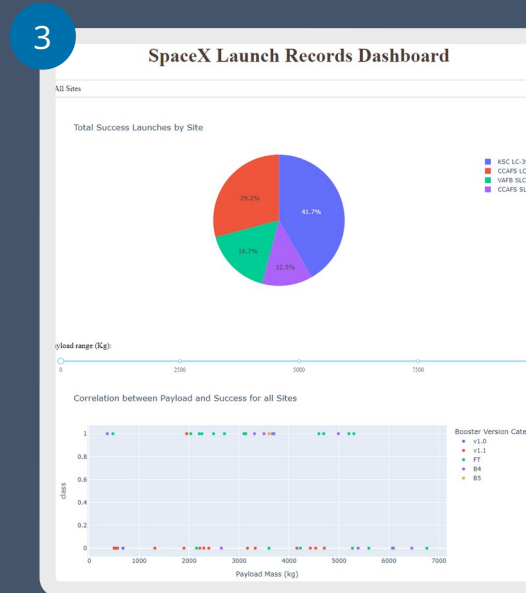 3
SpaceX Launch Records Dashboard
All Sites
Total Success Launches by Site
KSC LC-3
CCAFS LC
VAFB SLC
CCAFS SL
29.2%
41.7%
16.7%
12.5%
yload range (Kg):
0 2500 5000 7500
Correlation between Payload and Success for all Sites
Booster Version Cate
v1.0
v1.1
FT
B4
B5
1
0.8
0.6
0.4
0.2
0
class
0 1000 2000 3000 4000 5000 6000 7000
Payload Mass (kg)